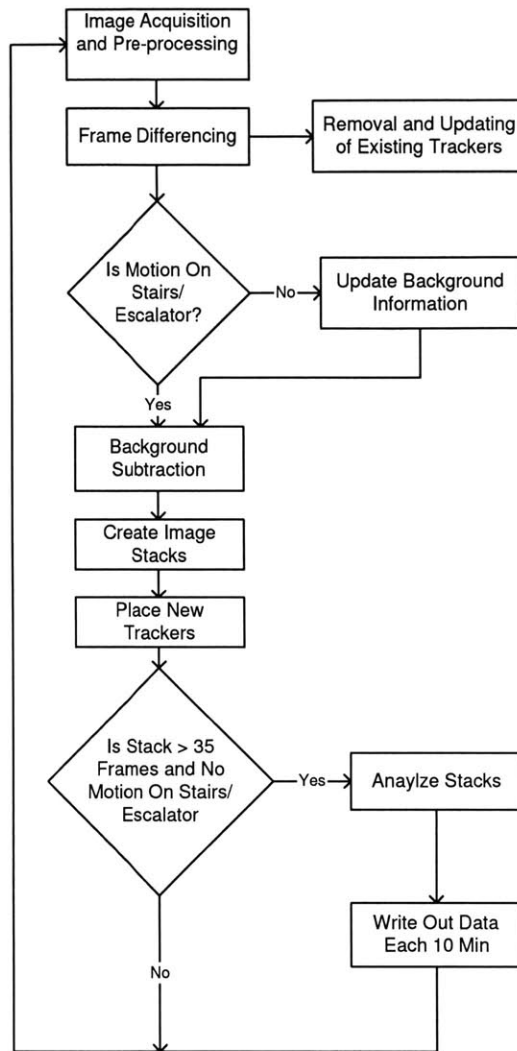 Image Acquisition
and Pre-processing
Frame Differencing
Removal and Updating
of Existing Trackers
Is Motion On
Stairs/
Escalator?
No
Update Background
Information
Yes
Background
Subtraction
Create Image
Stacks
Place New
Trackers
Is Stack > 35
Frames and No
Motion On Stairs/
Escalator
Yes
Anaylze Stacks
Write Out Data
Each 10 Min
No